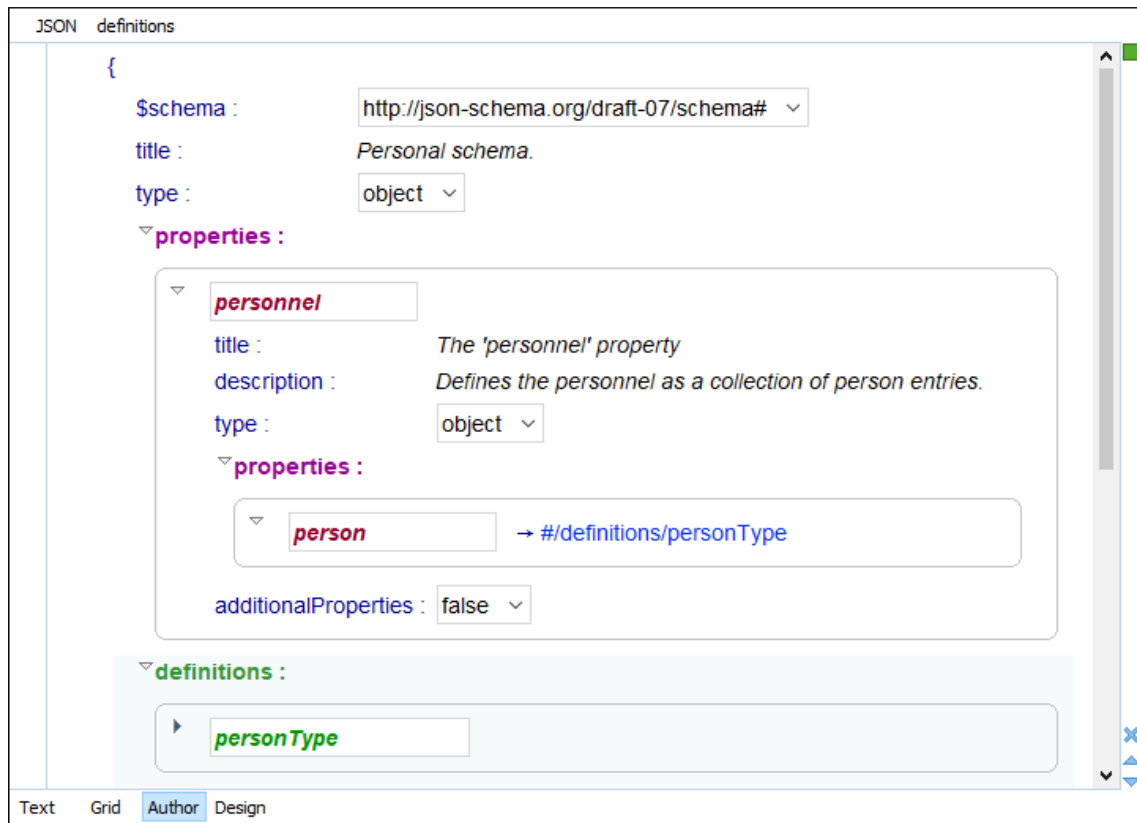 JSON definitions
{
$schema : http://json-schema.org/draft-07/schema#
title : Personal schema.
type : object
properties :
personnel
title : The 'personnel' property
description : Defines the personnel as a collection of person entries.
type : object
properties :
person → #/definitions/personType
additionalProperties : false
definitions :
personType
Text Grid Author Design